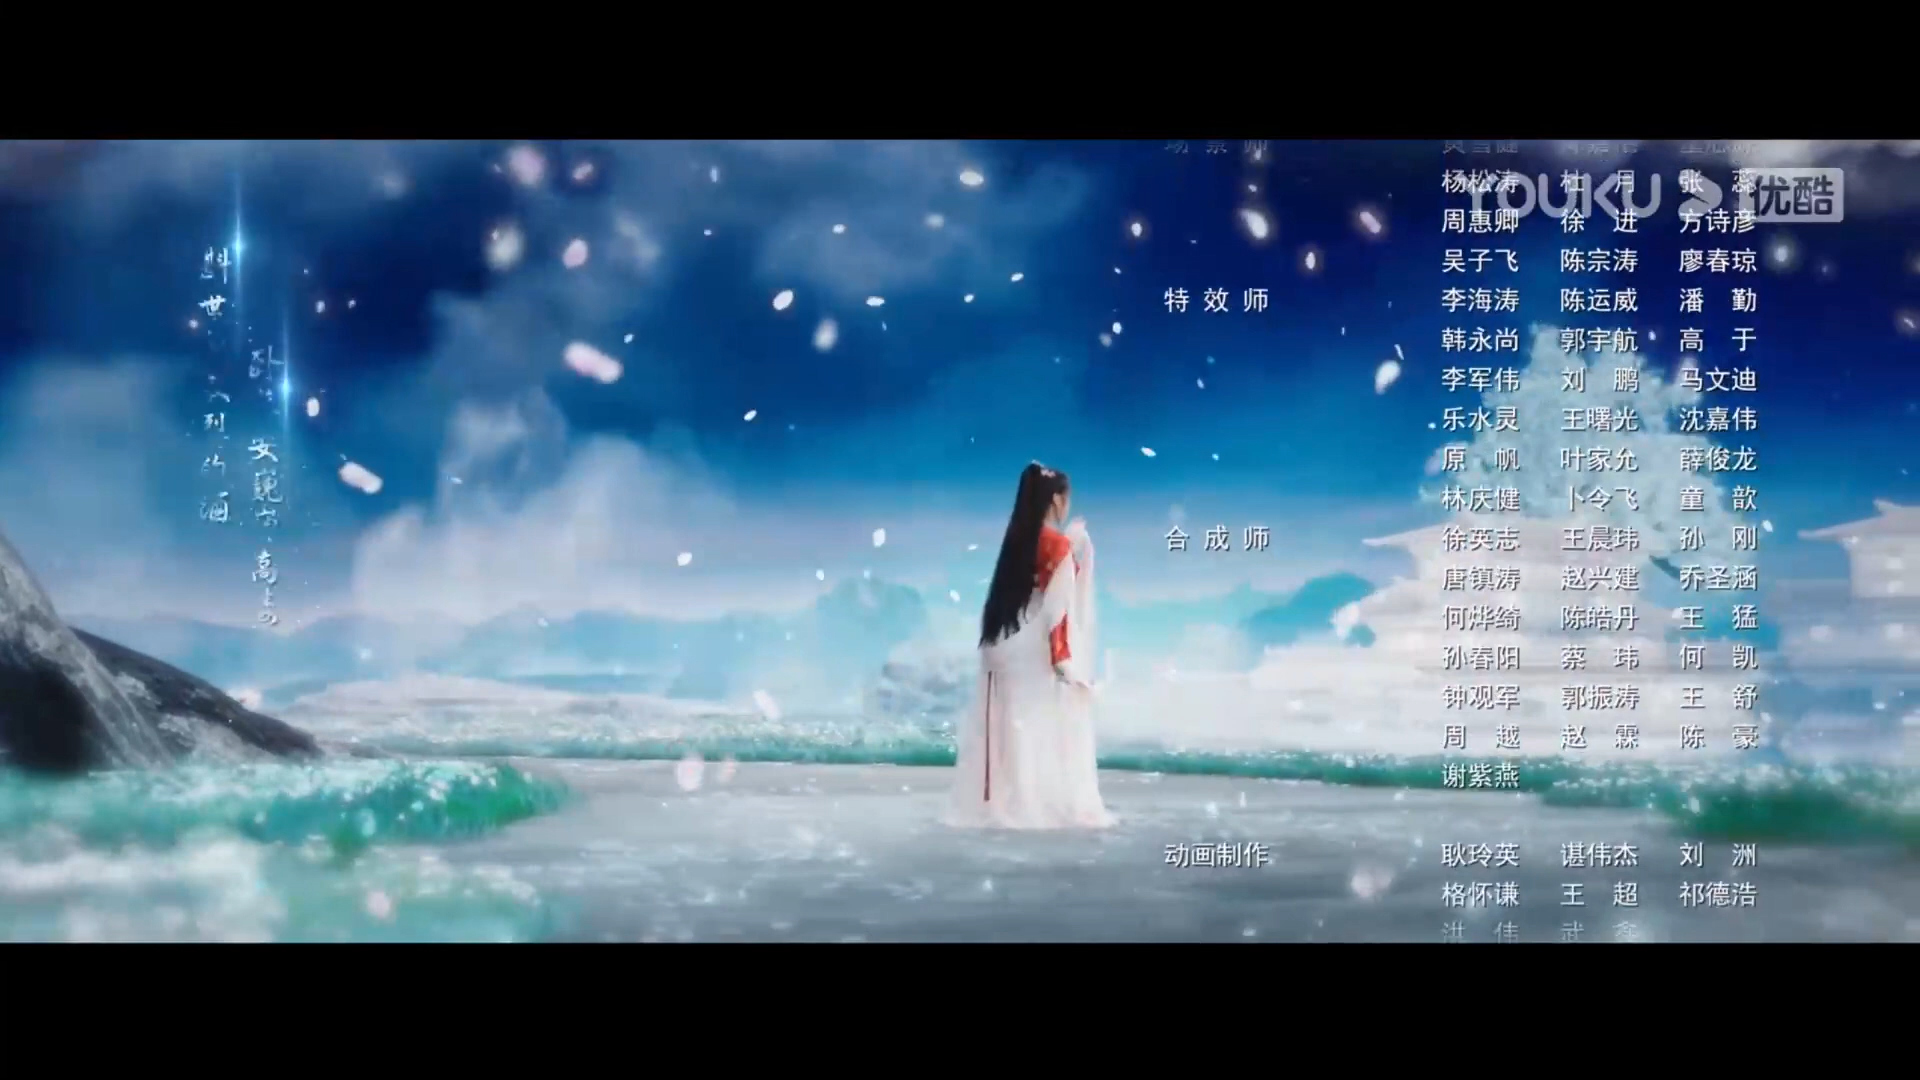 YOUKU 优酷
场景师
杨松涛 杜月 张蕊
周惠卿 徐进 方诗彦
吴子飞 陈宗涛 廖春琼
特效师 李海涛 陈运威 潘勤
韩永尚 郭宇航 高于
李军伟 刘鹏 马文迪
乐水灵 王曙光 沈嘉伟
原帆 叶家允 薛俊龙
林庆健 卜令飞 童歆
合成师 徐英志 王晨玮 孙刚
唐镇涛 赵兴建 乔圣涵
何烨绮 陈皓丹 王猛
孙春阳 蔡玮 何凯
钟观军 郭振涛 王舒
周越 赵霖 陈豪
谢紫燕
动画制作 耿玲英 谌伟杰 刘洲
格怀谦 王超 祁德浩
洪伟 武鑫